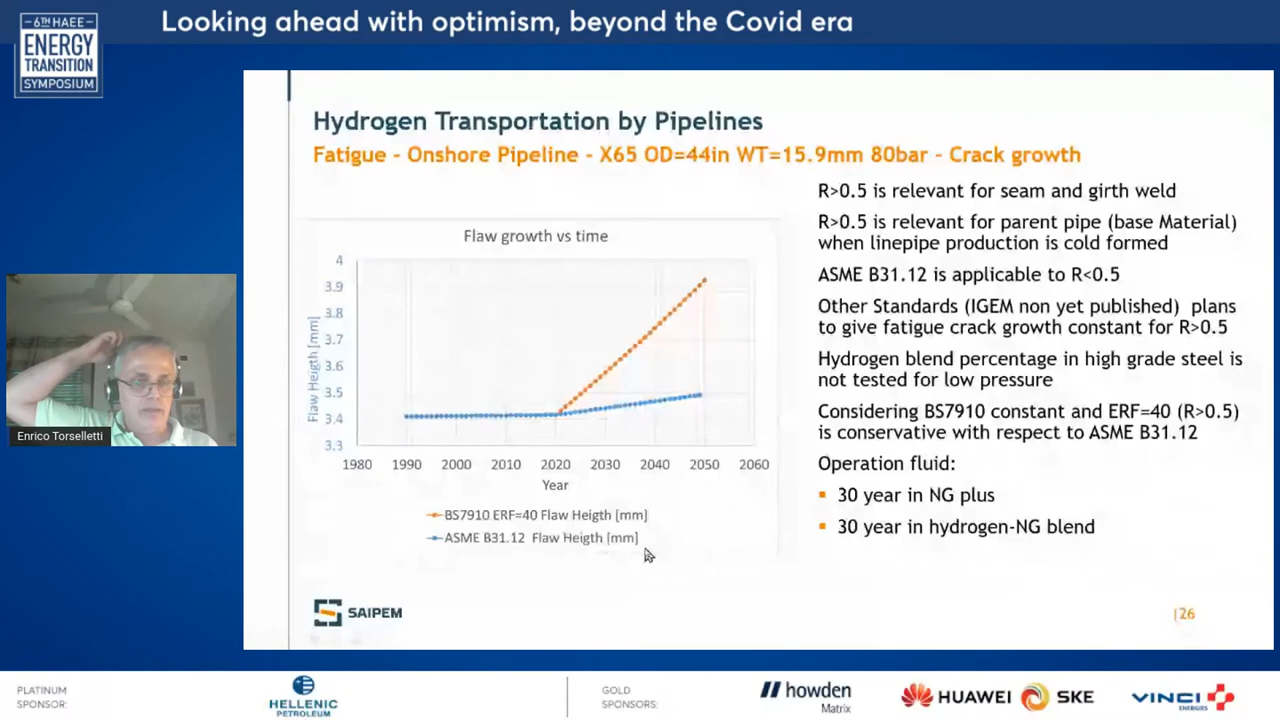 Looking ahead with optimism, beyond the Covid era
6TH HAEE
ENERGY
TRANSITION
SYMPOSIUM
Hydrogen Transportation by Pipelines
Fatigue - Onshore Pipeline - X65 OD=44in WT=15.9mm 80bar - Crack growth
Flaw growth vs time
Flaw Heigth [mm]
4
3.9
3.8
3.7
3.6
3.5
3.4
3.3
1980 1990 2000 2010 2020 2030 2040 2050 2060
Year
BS7910 ERF=40 Flaw Heigth [mm]
ASME B31.12 Flaw Heigth [mm]
R>0.5 is relevant for seam and girth weld
R>0.5 is relevant for parent pipe (base Material)
when linepipe production is cold formed
ASME B31.12 is applicable to R<0.5
Other Standards (IGEM non yet published) plans
to give fatigue crack growth constant for R>0.5
Hydrogen blend percentage in high grade steel is
not tested for low pressure
Considering BS7910 constant and ERF=40 (R>0.5)
is conservative with respect to ASME B31.12
Operation fluid:
▪ 30 year in NG plus
▪ 30 year in hydrogen-NG blend
Enrico Torselletti
SAIPEM
|26
PLATINUM
SPONSOR:
HELLENIC
PETROLEUM
GOLD
SPONSORS:
howden
Matrix
HUAWEI
SKE
VINCI
ENERGIES